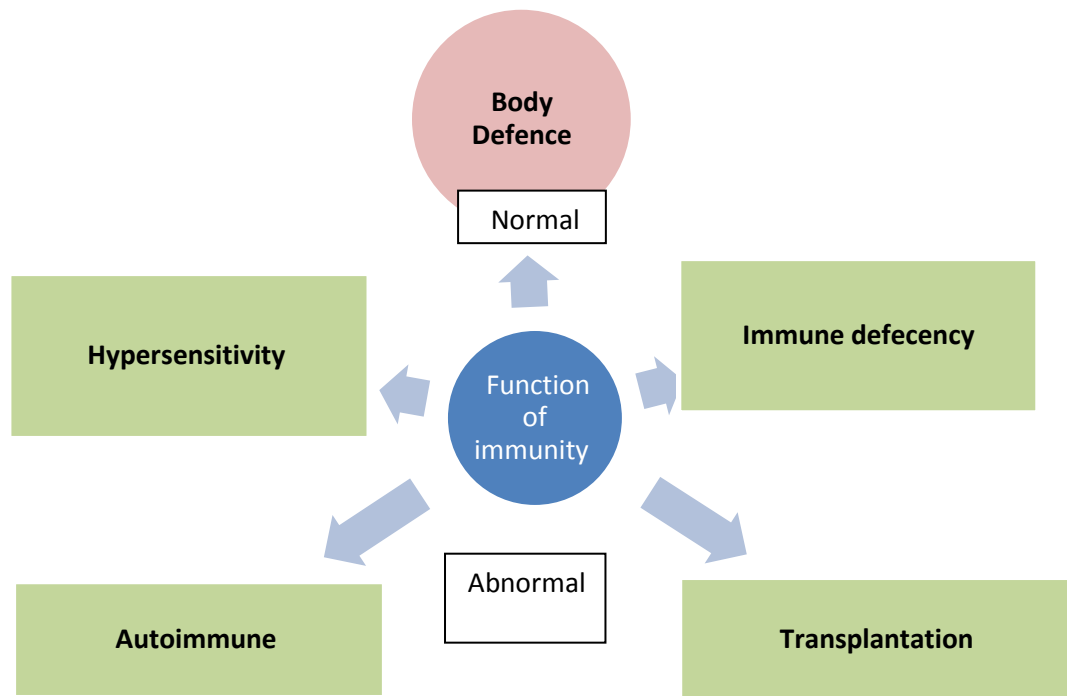 Body
Defence
Normal
Hypersensitivity
Immune defecency
Function
of
immunity
Abnormal
Autoimmune
Transplantation